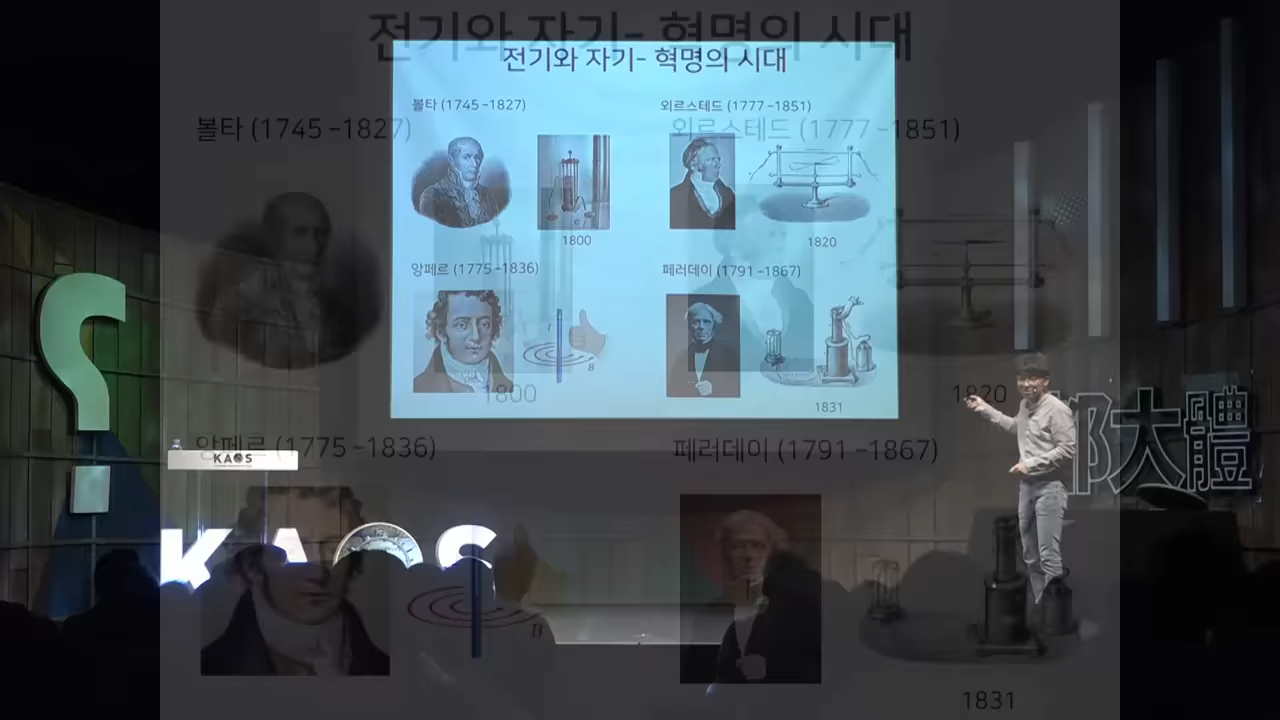 전기와 자기- 혁명의 시대
전기와 자기- 혁명의 시대
볼타 (1745 –1827)
외르스테드 (1777 –1851)
볼타 (1745 –1827)
외르스테드 (1777 –1851)
1800
1820
앙페르 (1775 –1836)
페러데이 (1791 –1867)
I
B
1800
1820
1831
앙페르 (1775 –1836)
페러데이 (1791 –1867)
KAOS
大體
KAOS
B
1831